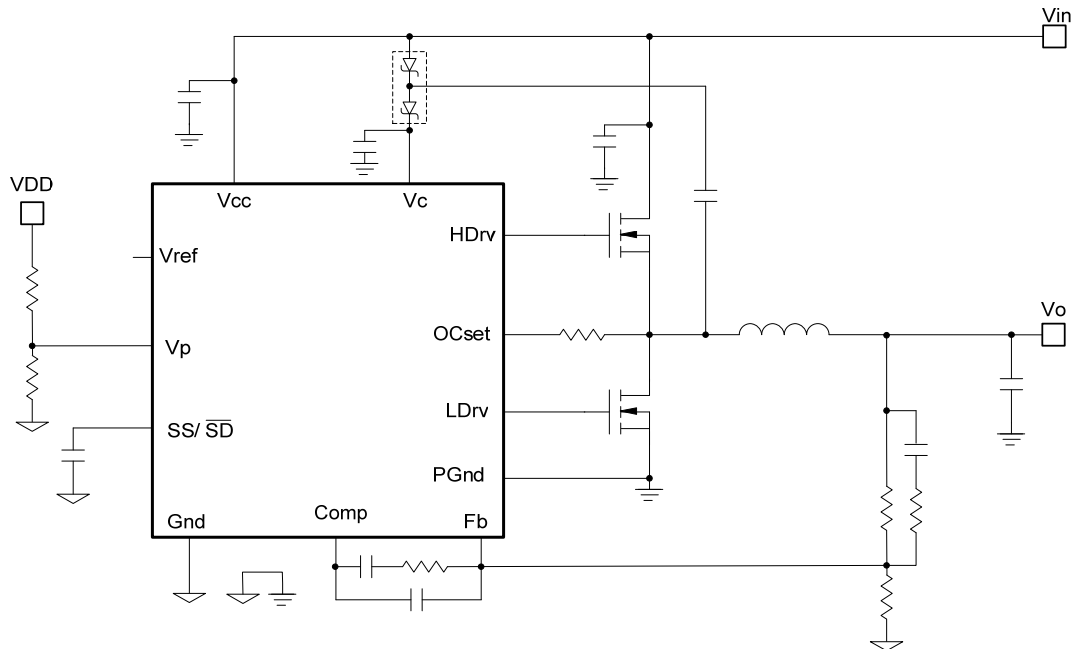 Vin
VDD
Vcc
Vc
HDrv
Vref
Vo
OCset
Vp
LDrv
SS/ SD
PGnd
Comp
Gnd
Fb